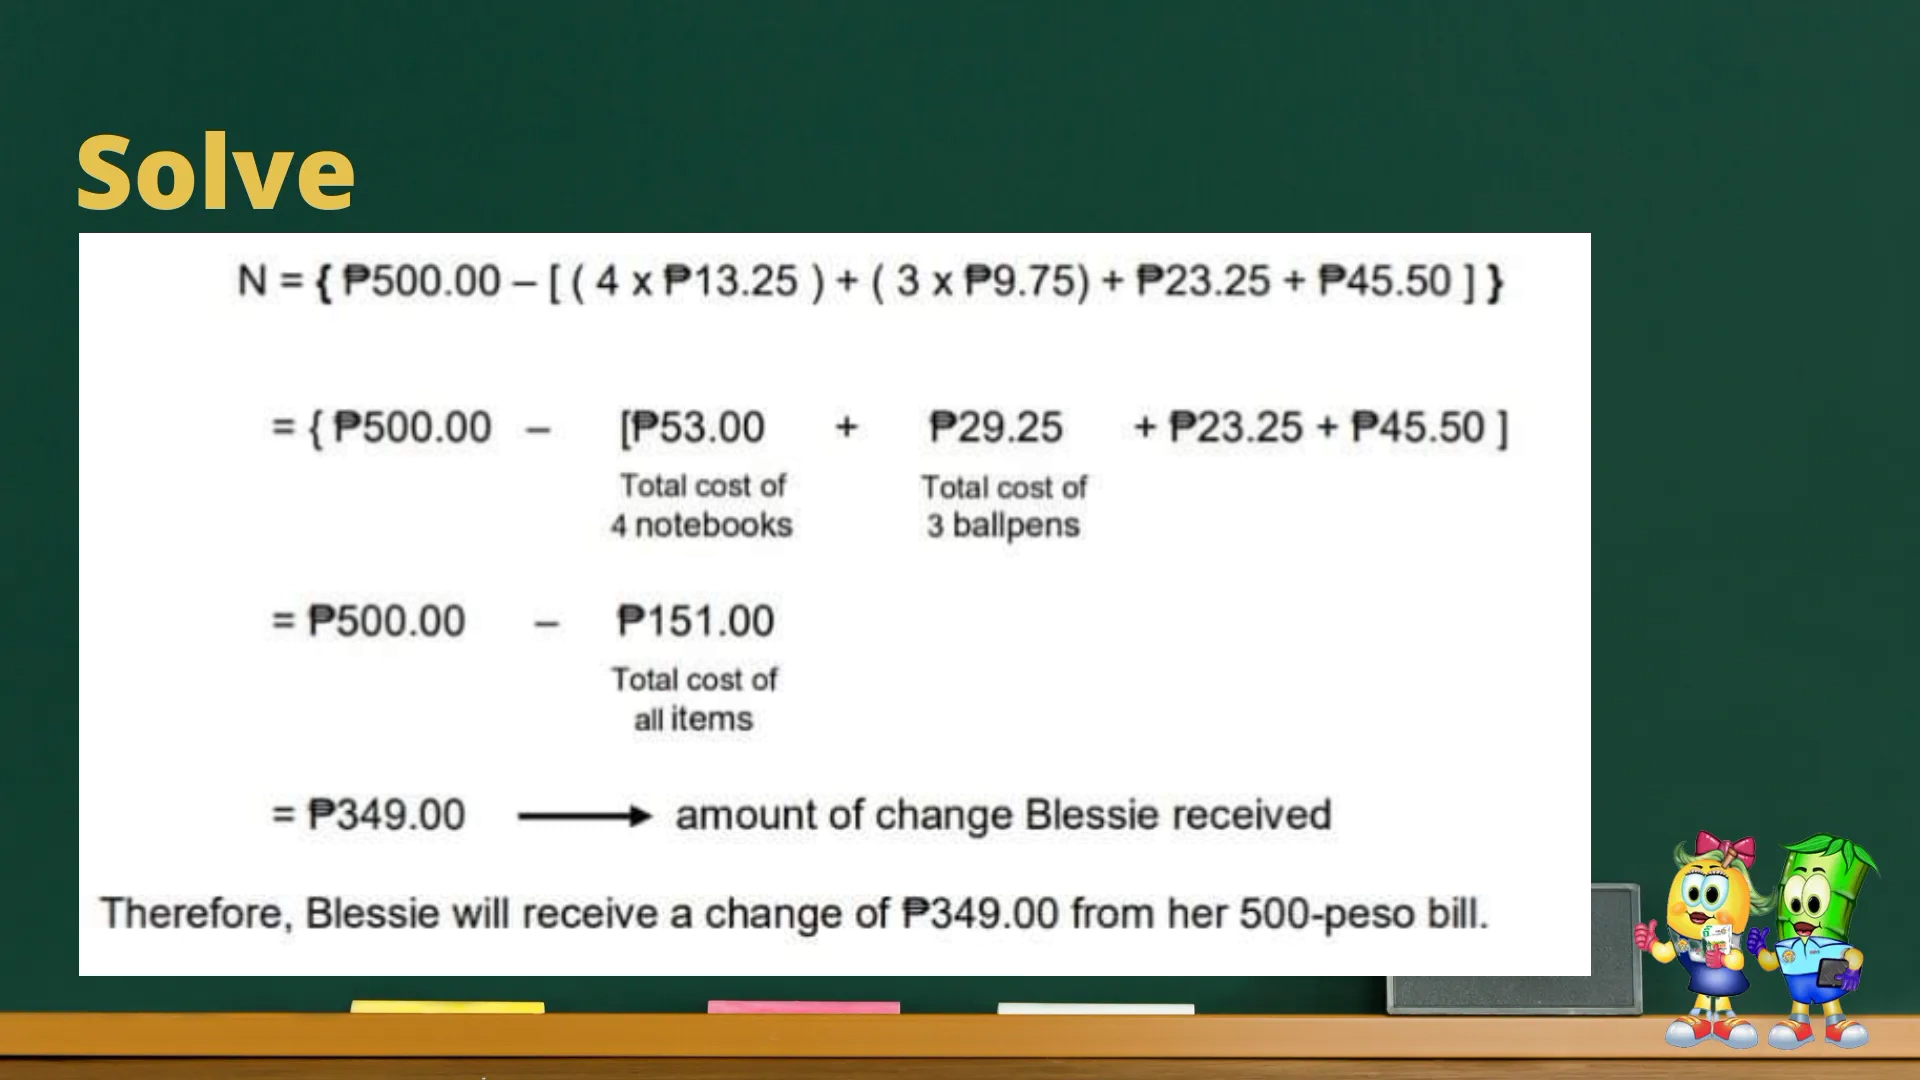 Solve
N = { ₱500.00 – [ ( 4 x ₱13.25 ) + ( 3 x ₱9.75) + ₱23.25 + ₱45.50 ] }
= { ₱500.00 – [₱53.00 + ₱29.25 + ₱23.25 + ₱45.50 ]
Total cost of Total cost of
4 notebooks 3 ballpens
= ₱500.00 – ₱151.00
Total cost of
all items
= ₱349.00 → amount of change Blessie received
Therefore, Blessie will receive a change of ₱349.00 from her 500-peso bill.